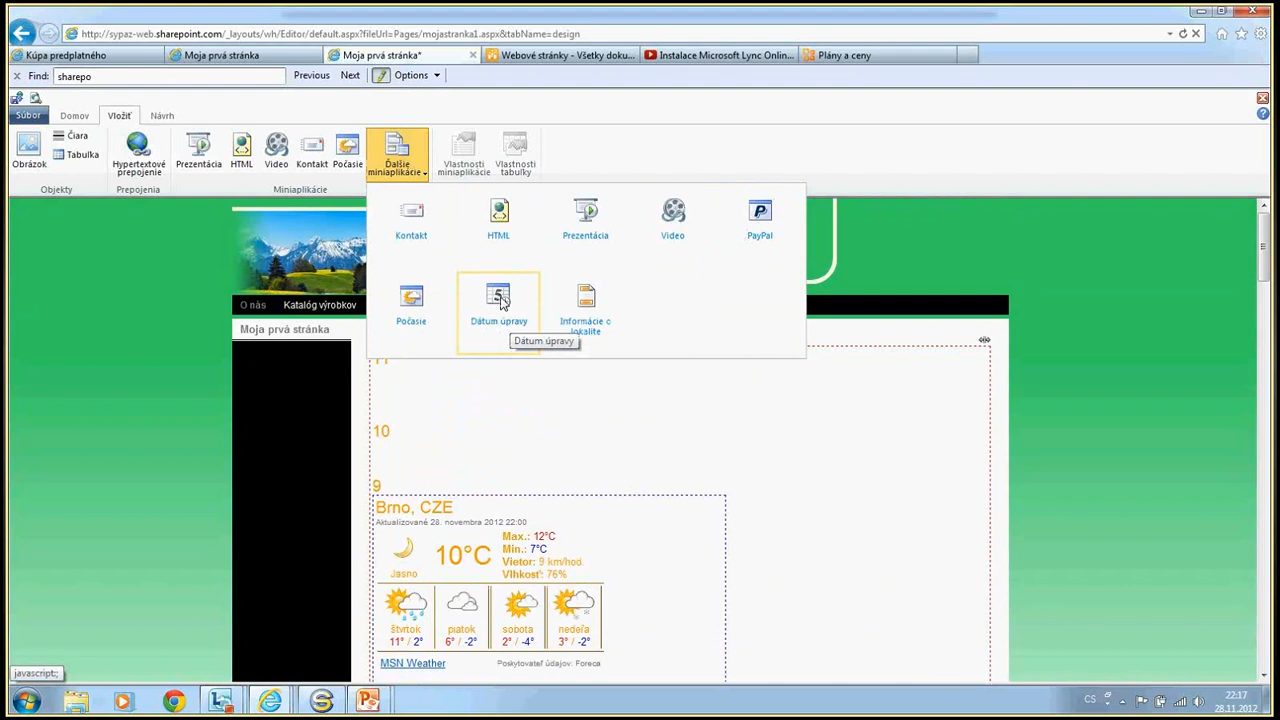 http://sypaz-web.sharepoint.com/_layouts/wh/Editor/default.aspx?fileUrl=Pages/mojastranka1.aspx&tabName=design
Kúpa predplatného
Moja prvá stránka
Moja prvá stránka*
Webové stránky - Všetky doku...
Instalace Microsoft Lync Onlin...
Plány a ceny
Find: sharepo
Previous
Next
Options
Súbor
Domov
Vložiť
Návrh
Obrázok
Čiara
Tabuľka
Hypertextové prepojenie
Prezentácia
HTML
Video
Kontakt
Počasie
Ďalšie miniaplikácie
Vlastnosti miniaplikácie
Vlastnosti tabuľky
Objekty
Prepojenia
Miniaplikácie
Kontakt
HTML
Prezentácia
Video
PayPal
Počasie
Dátum úpravy
Informácie o lokalite
Dátum úpravy
O nás
Katalóg výrobkov
Moja prvá stránka
11
10
9
Brno, CZE
Aktualizované 28. novembra 2012 22:00
Jasno
10°C
Max.: 12°C
Min.: 7°C
Vietor: 9 km/hod.
Vlhkosť: 76%
štvrtok
piatok
sobota
nedeľa
11° / 2°
6° / -2°
2° / -4°
3° / -2°
MSN Weather
Poskytovateľ údajov: Foreca
javascript:;
CS
22:17
28.11.2012